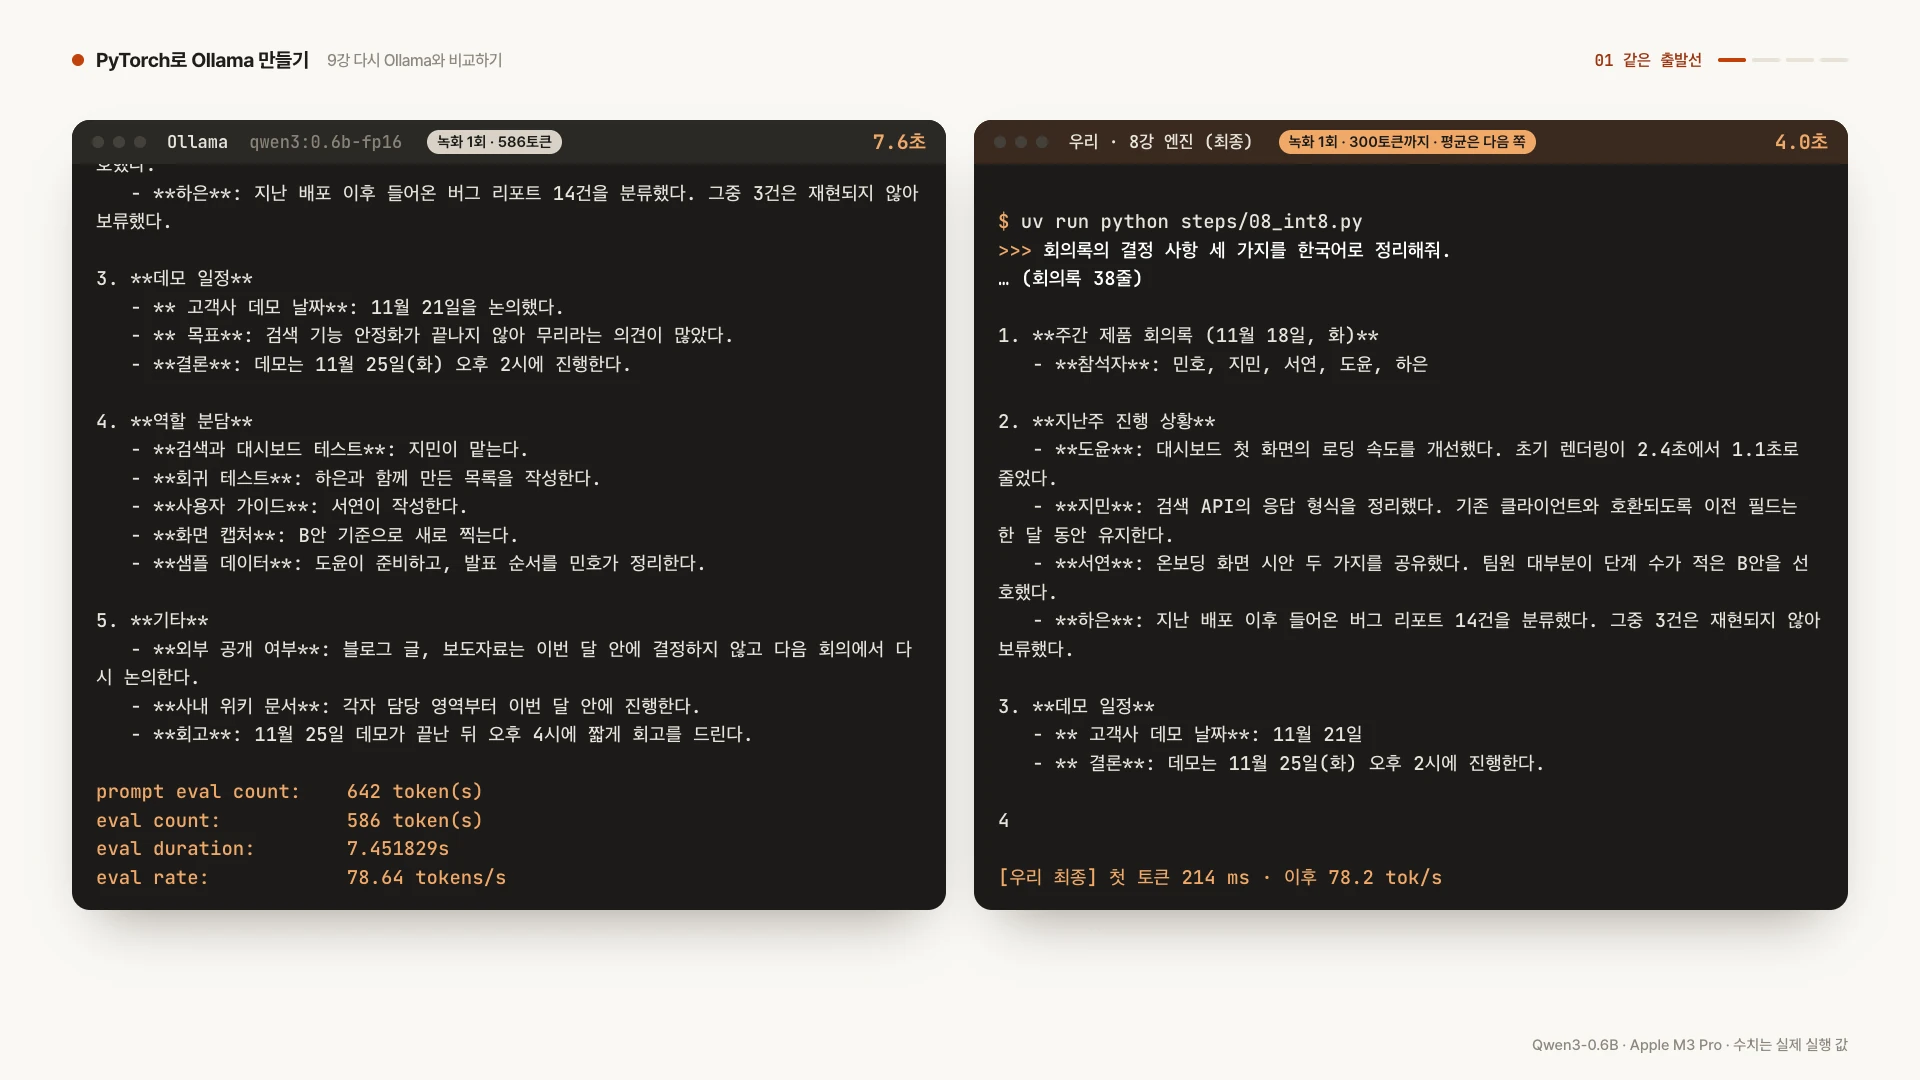 PyTorch로 Ollama 만들기 9강 다시 Ollama와 비교하기
01 같은 출발선
Ollama qwen3:0.6b-fp16 녹화 1회 · 586토큰 7.6초
호했다.
- **하은**: 지난 배포 이후 들어온 버그 리포트 14건을 분류했다. 그중 3건은 재현되지 않아
보류했다.
3. **데모 일정**
- ** 고객사 데모 날짜**: 11월 21일을 논의했다.
- ** 목표**: 검색 기능 안정화가 끝나지 않아 무리라는 의견이 많았다.
- **결론**: 데모는 11월 25일(화) 오후 2시에 진행한다.
4. **역할 분담**
- **검색과 대시보드 테스트**: 지민이 맡는다.
- **회귀 테스트**: 하은과 함께 만든 목록을 작성한다.
- **사용자 가이드**: 서연이 작성한다.
- **화면 캡처**: B안 기준으로 새로 찍는다.
- **샘플 데이터**: 도윤이 준비하고, 발표 순서를 민호가 정리한다.
5. **기타**
- **외부 공개 여부**: 블로그 글, 보도자료는 이번 달 안에 결정하지 않고 다음 회의에서 다
시 논의한다.
- **사내 위키 문서**: 각자 담당 영역부터 이번 달 안에 진행한다.
- **회고**: 11월 25일 데모가 끝난 뒤 오후 4시에 짧게 회고를 드린다.
prompt eval count: 642 token(s)
eval count: 586 token(s)
eval duration: 7.451829s
eval rate: 78.64 tokens/s
우리 · 8강 엔진 (최종) 녹화 1회 · 300토큰까지 · 평균은 다음 쪽 4.0초
$ uv run python steps/08_int8.py
>>> 회의록의 결정 사항 세 가지를 한국어로 정리해줘.
… (회의록 38줄)
1. **주간 제품 회의록 (11월 18일, 화)**
- **참석자**: 민호, 지민, 서연, 도윤, 하은
2. **지난주 진행 상황**
- **도윤**: 대시보드 첫 화면의 로딩 속도를 개선했다. 초기 렌더링이 2.4초에서 1.1초로
줄었다.
- **지민**: 검색 API의 응답 형식을 정리했다. 기존 클라이언트와 호환되도록 이전 필드는
한 달 동안 유지한다.
- **서연**: 온보딩 화면 시안 두 가지를 공유했다. 팀원 대부분이 단계 수가 적은 B안을 선
호했다.
- **하은**: 지난 배포 이후 들어온 버그 리포트 14건을 분류했다. 그중 3건은 재현되지 않아
보류했다.
3. **데모 일정**
- ** 고객사 데모 날짜**: 11월 21일
- ** 결론**: 데모는 11월 25일(화) 오후 2시에 진행한다.
4
[우리 최종] 첫 토큰 214 ms · 이후 78.2 tok/s
Qwen3-0.6B · Apple M3 Pro · 수치는 실제 실행 값